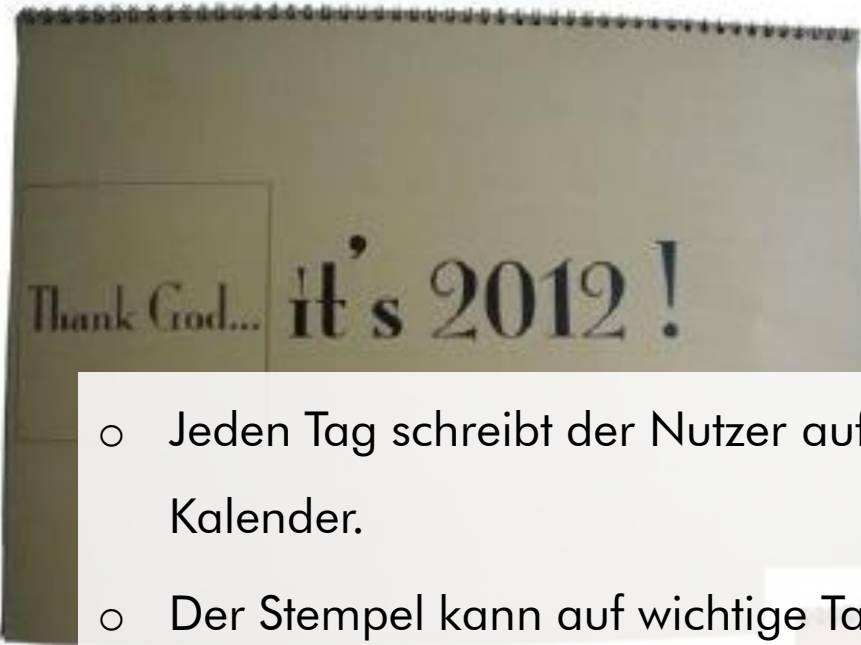 Thank God... it's 2012 !
Jeden Tag schreibt der Nutzer auf
Kalender.
Der Stempel kann auf wichtige Ta